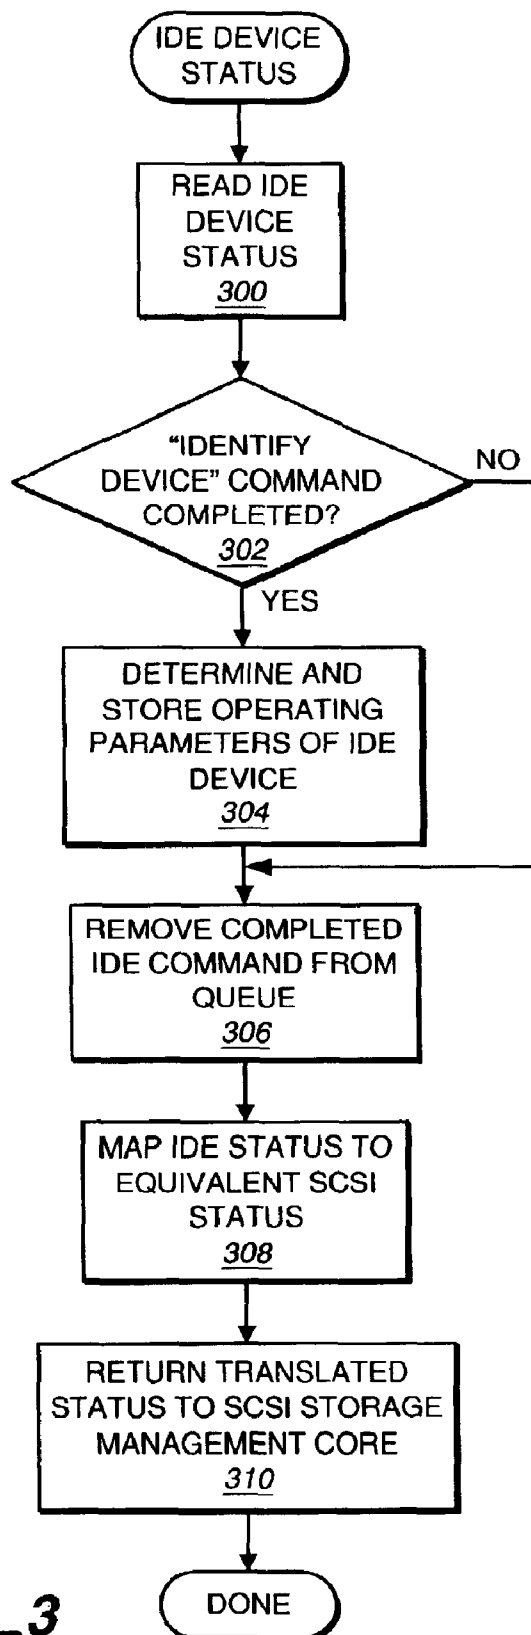 IDE DEVICE
STATUS
READ IDE
DEVICE
STATUS
300
"IDENTIFY
DEVICE" COMMAND
COMPLETED?
302
NO
YES
DETERMINE AND
STORE OPERATING
PARAMETERS OF IDE
DEVICE
304
REMOVE COMPLETED
IDE COMMAND FROM
QUEUE
306
MAP IDE STATUS TO
EQUIVALENT SCSI
STATUS
308
RETURN TRANSLATED
STATUS TO SCSI STORAGE
MANAGEMENT CORE
310
DONE
_3